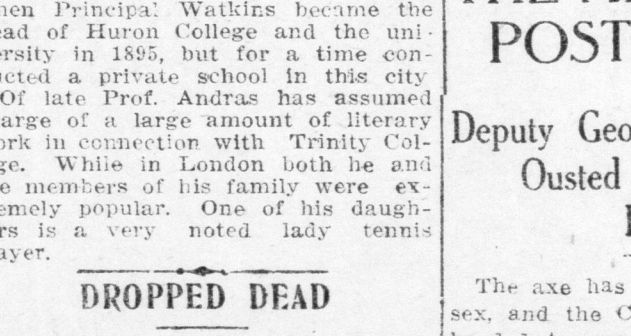 hen Principal Watkins became the
ead of Huron College and the uni-
ersity in 1895, but for a time con-
ucted a private school in this city
Of late Prof. Andras has assumed
arge of a large amount of literary
ork in connection with Trinity Col-
ge. While in London both he and
e members of his family were ex-
emely popular. One of his daugh-
rs is a very noted lady tennis
ayer.
DROPPED DEAD
POST
Deputy Geo
Ousted
The axe has
sex, and the C